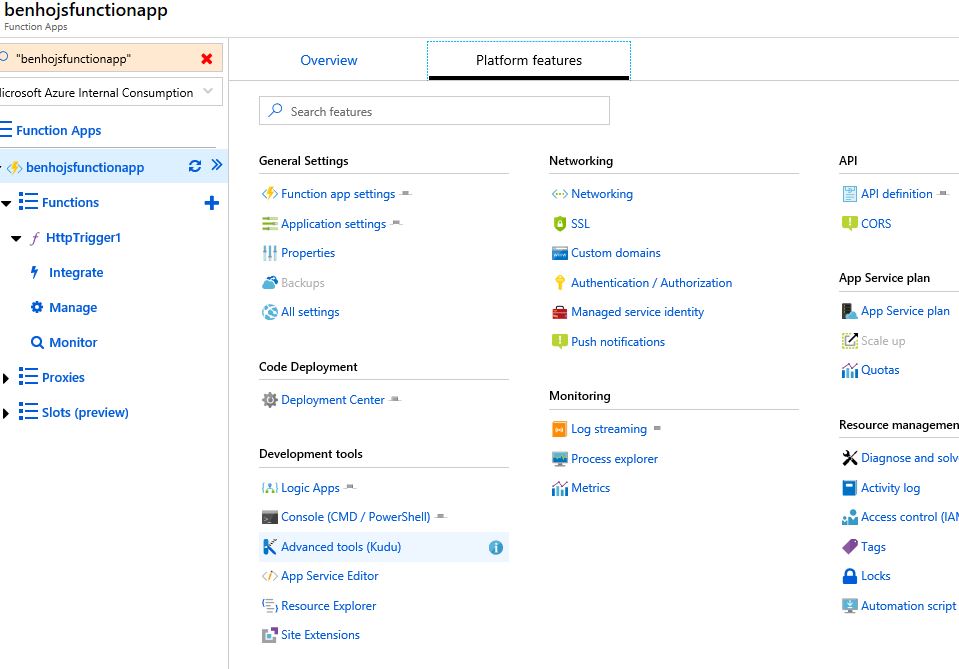 benhojsfunctionapp
Function Apps
"benhojsfunctionapp"
Microsoft Azure Internal Consumption
Function Apps
benhojsfunctionapp
Functions
HttpTrigger1
Integrate
Manage
Monitor
Proxies
Slots (preview)
Overview
Platform features
Search features
General Settings
Function app settings
Application settings
Properties
Backups
All settings
Code Deployment
Deployment Center
Development tools
Logic Apps
Console (CMD / PowerShell)
Advanced tools (Kudu)
App Service Editor
Resource Explorer
Site Extensions
Networking
Networking
SSL
Custom domains
Authentication / Authorization
Managed service identity
Push notifications
Monitoring
Log streaming
Process explorer
Metrics
API
API definition
CORS
App Service plan
App Service plan
Scale up
Quotas
Resource managemen
Diagnose and solv
Activity log
Access control (IAM
Tags
Locks
Automation script